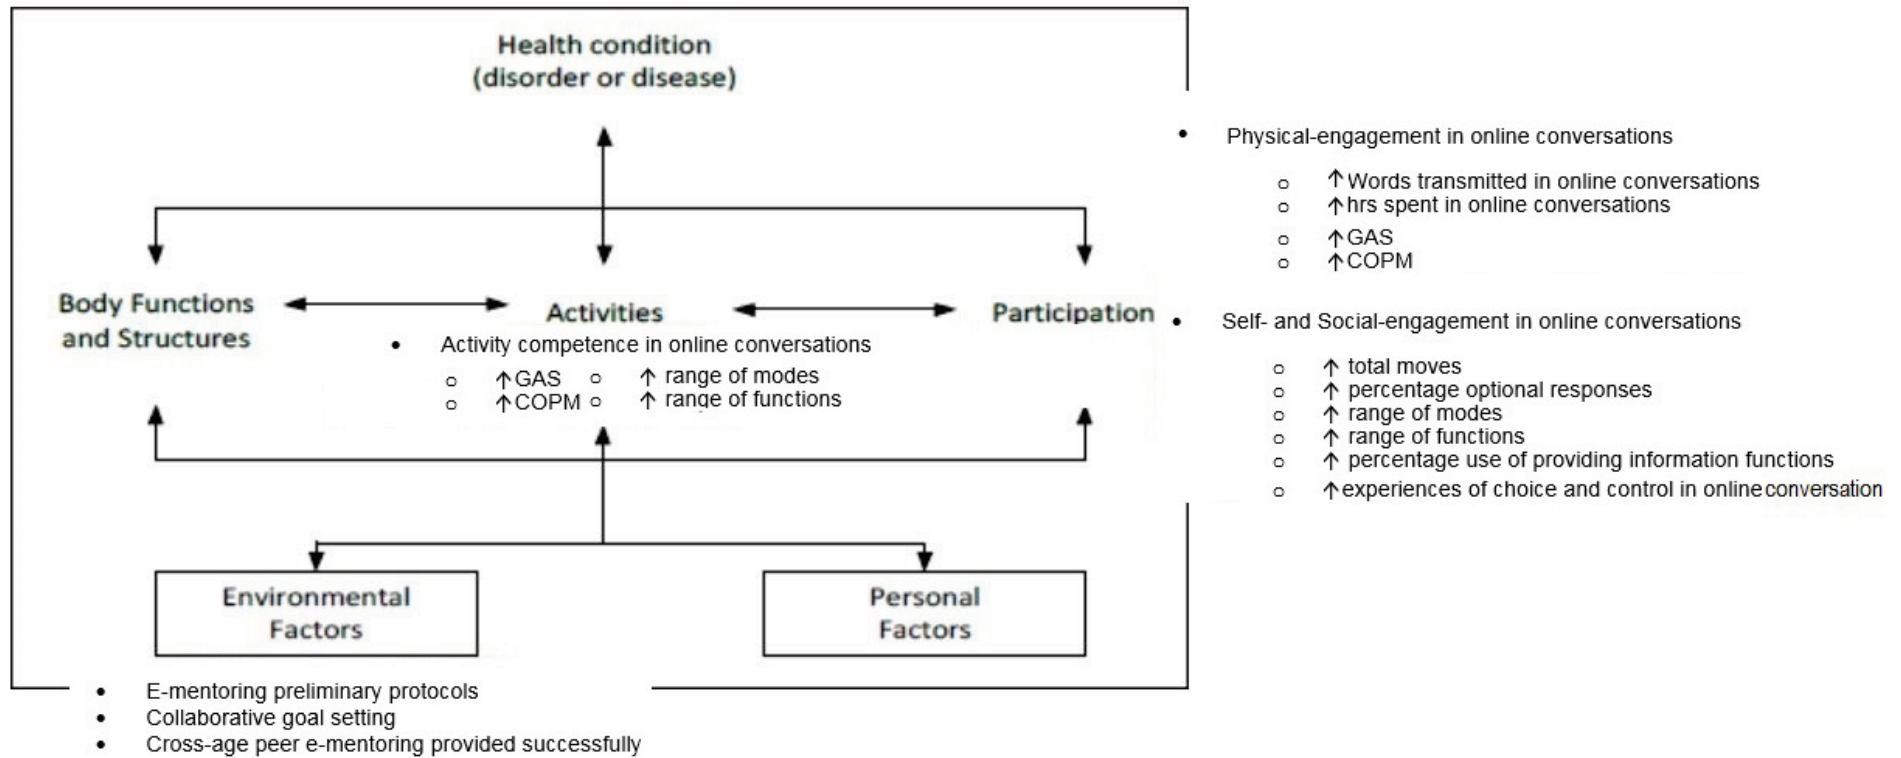 Health condition
(disorder or disease)
• Physical-engagement in online conversations
o ↑Words transmitted in online conversations
o ↑hrs spent in online conversations
o ↑GAS
o ↑COPM
Body Functions
and Structures
Activities
Participation
• Activity competence in online conversations
o ↑GAS o ↑ range of modes
o ↑COPM o ↑ range of functions
• Self- and Social-engagement in online conversations
o ↑ total moves
o ↑ percentage optional responses
o ↑ range of modes
o ↑ range of functions
o ↑ percentage use of providing information functions
o ↑experiences of choice and control in online conversation
Environmental
Factors
Personal
Factors
• E-mentoring preliminary protocols
• Collaborative goal setting
• Cross-age peer e-mentoring provided successfully